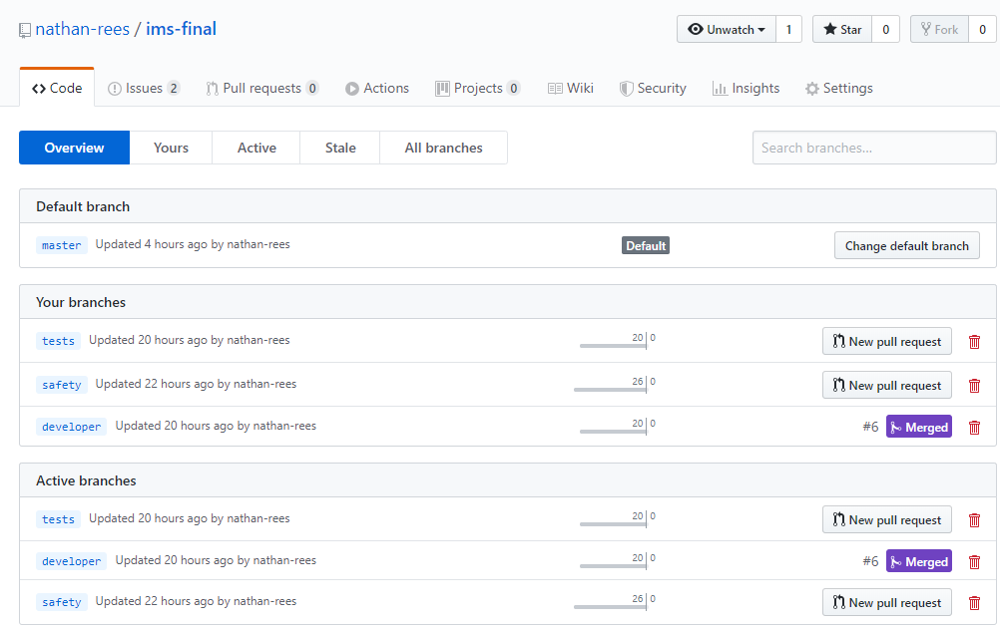 nathan-rees / ims-final
Unwatch 1 Star 0 Fork 0
Code Issues 2 Pull requests 0 Actions Projects 0 Wiki Security Insights Settings
Overview Yours Active Stale All branches Search branches...
Default branch
master Updated 4 hours ago by nathan-rees Default Change default branch
Your branches
tests Updated 20 hours ago by nathan-rees 20 0 New pull request
safety Updated 22 hours ago by nathan-rees 26 0 New pull request
developer Updated 20 hours ago by nathan-rees 20 0 #6 Merged
Active branches
tests Updated 20 hours ago by nathan-rees 20 0 New pull request
developer Updated 20 hours ago by nathan-rees 20 0 #6 Merged
safety Updated 22 hours ago by nathan-rees 26 0 New pull request